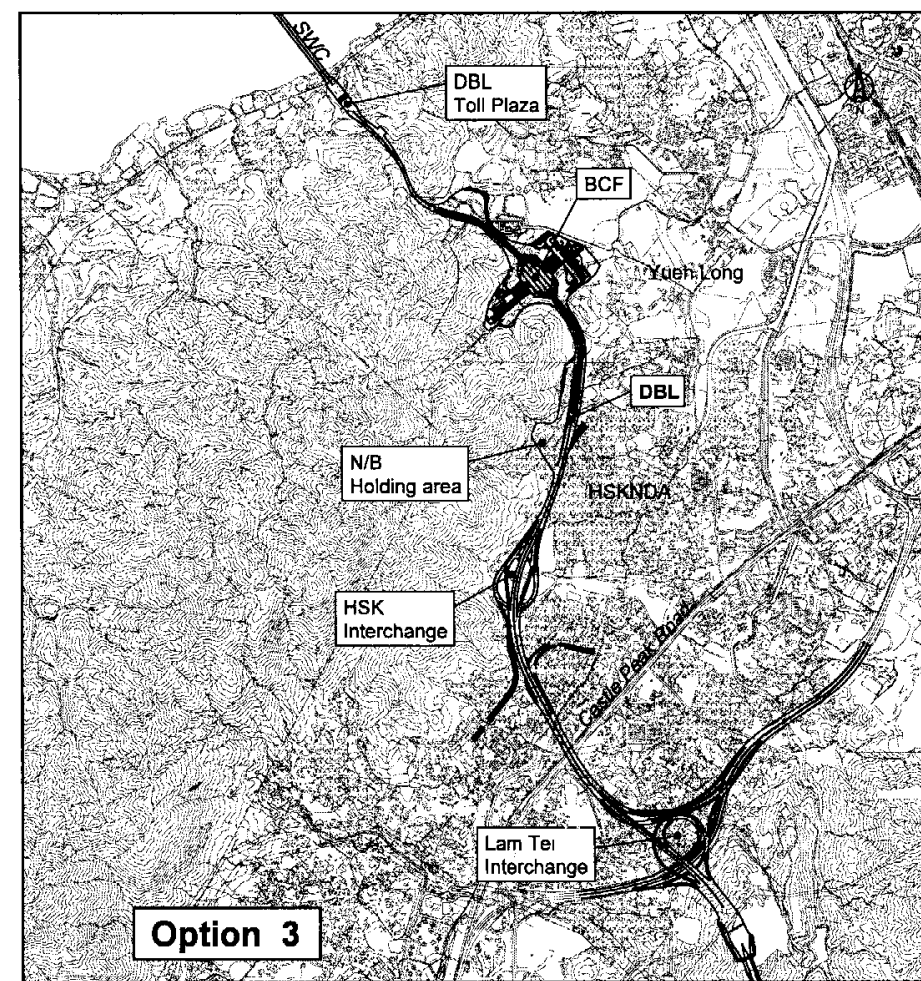 SWC
DBL
Toll Plaza
BCF
Yuen Long
DBL
N/B
Holding area
HSKNDA
HSK
Interchange
Castle Peak Road
Lam Tei
Interchange
Option 3